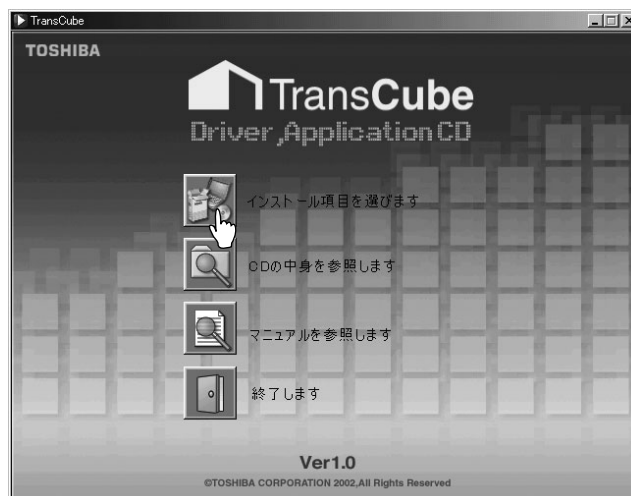 TransCube
TOSHIBA
TransCube
Driver,Application CD
インストール項目を選びます
CDの中身を参照します
マニュアルを参照します
終了します
Ver1.0
©TOSHIBA CORPORATION 2002,All Rights Reserved